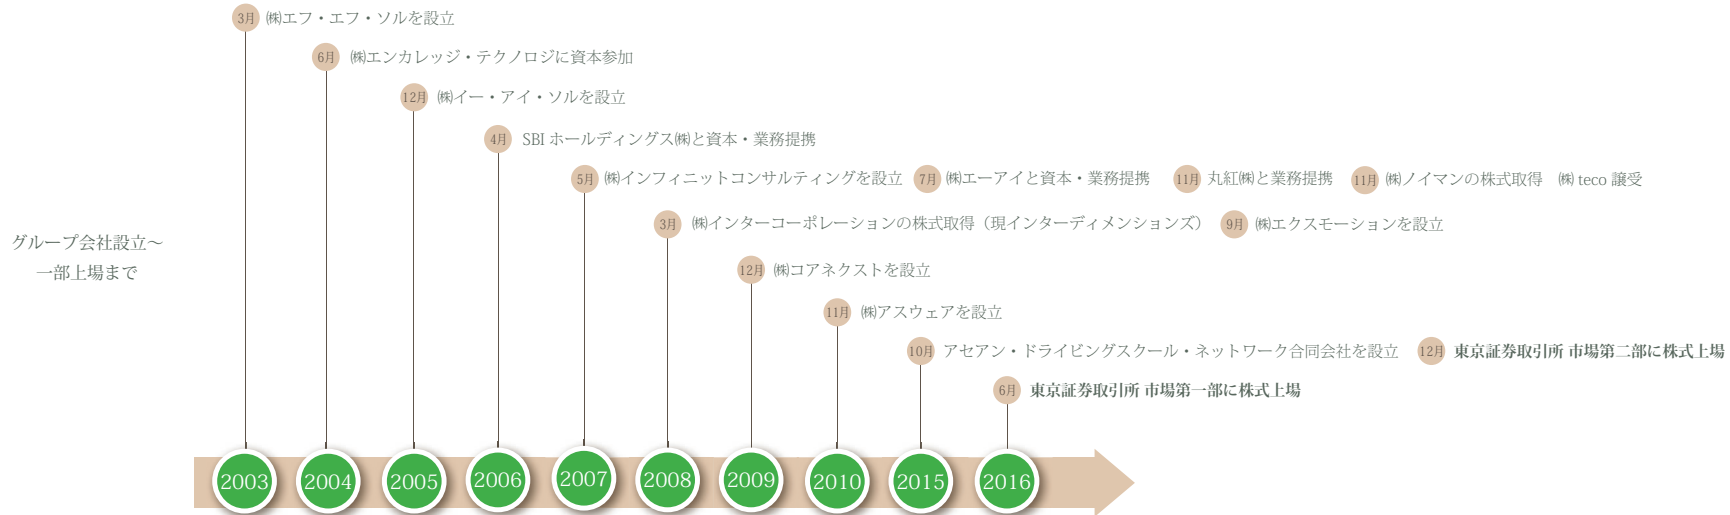 3月 ㈱エフ・エフ・ソルを設立
6月 ㈱エンカレッジ・テクノロジに資本参加
12月 ㈱イー・アイ・ソルを設立
4月 SBI ホールディングス㈱と資本・業務提携
5月 ㈱インフィニットコンサルティングを設立 7月 ㈱エーアイと資本・業務提携 11月 丸紅㈱と業務提携 11月 ㈱ノイマンの株式取得 ㈱ teco 譲受
3月 ㈱インターコーポレーションの株式取得（現インターディメンションズ） 9月 ㈱エクスモーションを設立
グループ会社設立～
一部上場まで
12月 ㈱コアネクストを設立
11月 ㈱アスウェアを設立
10月 アセアン・ドライビングスクール・ネットワーク合同会社を設立 12月 東京証券取引所 市場第二部に株式上場
6月 東京証券取引所 市場第一部に株式上場
2003 2004 2005 2006 2007 2008 2009 2010 2015 2016